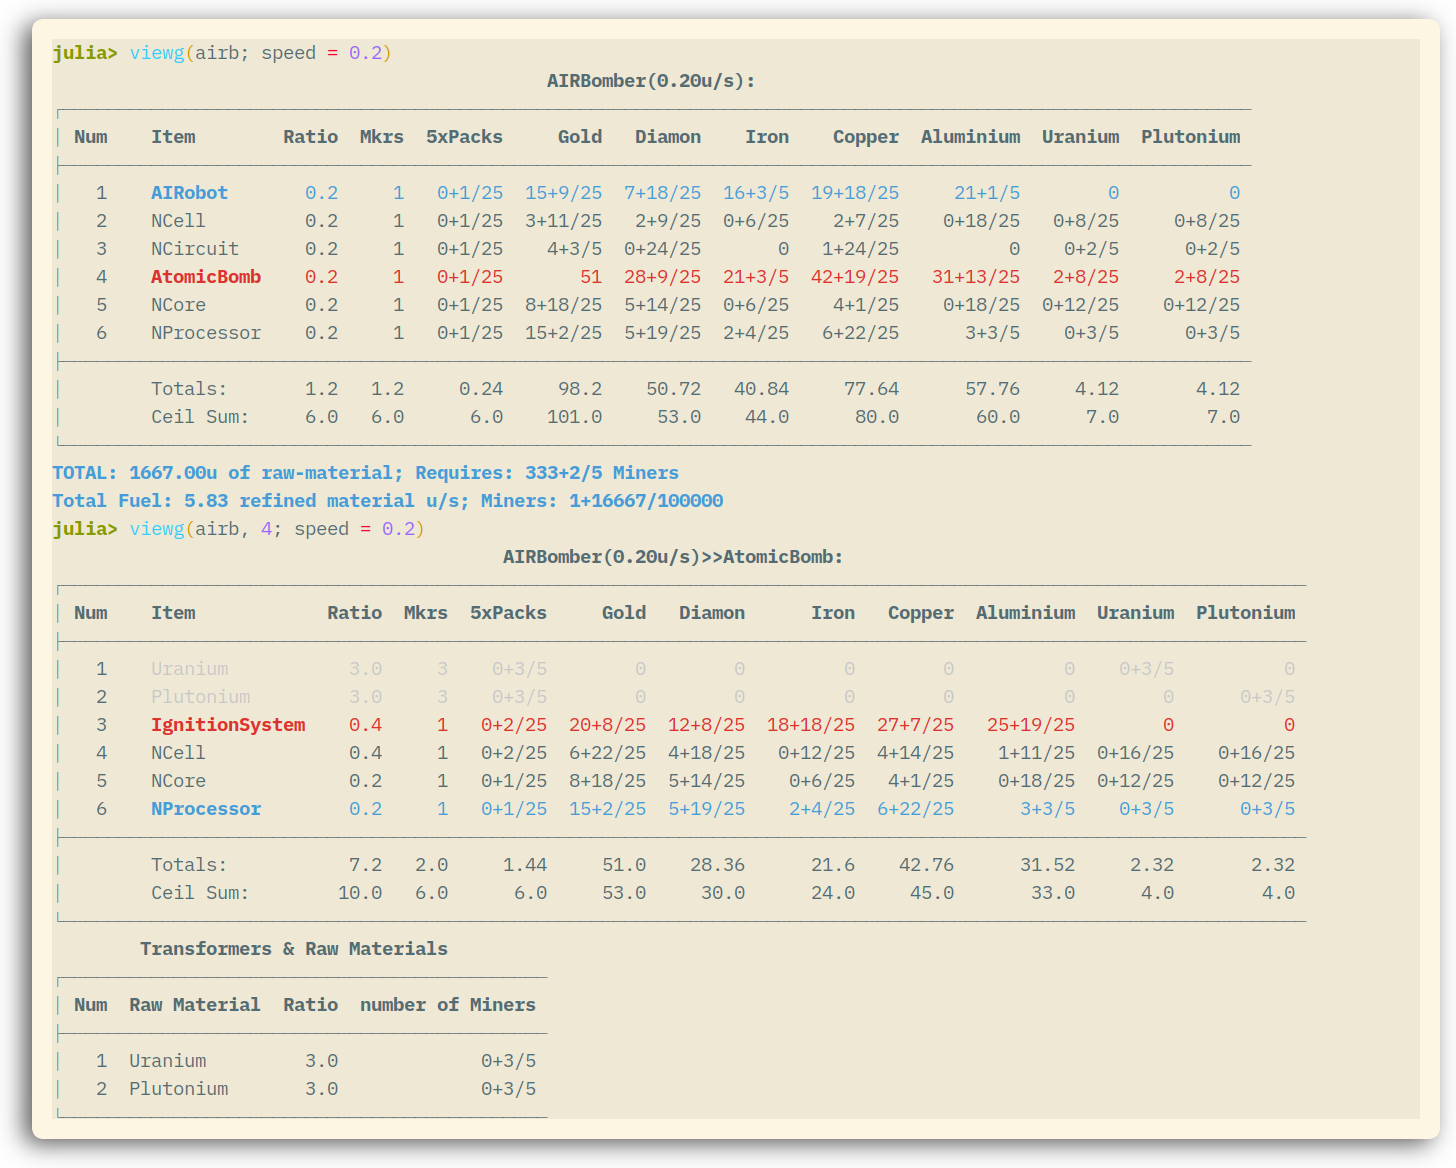 julia> viewg(airb; speed = 0.2)
AIRBomber(0.20u/s):
Num Item Ratio Mkrs 5xPacks Gold Diamon Iron Copper Aluminium Uranium Plutonium
1 AIRobot 0.2 1 0+1/25 15+9/25 7+18/25 16+3/5 19+18/25 21+1/5 0 0
2 NCell 0.2 1 0+1/25 3+11/25 2+9/25 0+6/25 2+7/25 0+18/25 0+8/25 0+8/25
3 NCircuit 0.2 1 0+1/25 4+3/5 0+24/25 0 1+24/25 0 0+2/5 0+2/5
4 AtomicBomb 0.2 1 0+1/25 51 28+9/25 21+3/5 42+19/25 31+13/25 2+8/25 2+8/25
5 NCore 0.2 1 0+1/25 8+18/25 5+14/25 0+6/25 4+1/25 0+18/25 0+12/25 0+12/25
6 NProcessor 0.2 1 0+1/25 15+2/25 5+19/25 2+4/25 6+22/25 3+3/5 0+3/5 0+3/5
Totals: 1.2 1.2 0.24 98.2 50.72 40.84 77.64 57.76 4.12 4.12
Ceil Sum: 6.0 6.0 6.0 101.0 53.0 44.0 80.0 60.0 7.0 7.0
TOTAL: 1667.00u of raw-material; Requires: 333+2/5 Miners
Total Fuel: 5.83 refined material u/s; Miners: 1+16667/100000
julia> viewg(airb, 4; speed = 0.2)
AIRBomber(0.20u/s)>>AtomicBomb:
Num Item Ratio Mkrs 5xPacks Gold Diamon Iron Copper Aluminium Uranium Plutonium
1 Uranium 3.0 3 0+3/5 0 0 0 0 0 0+3/5 0
2 Plutonium 3.0 3 0+3/5 0 0 0 0 0 0 0+3/5
3 IgnitionSystem 0.4 1 0+2/25 20+8/25 12+8/25 18+18/25 27+7/25 25+19/25 0 0
4 NCell 0.4 1 0+2/25 6+22/25 4+18/25 0+12/25 4+14/25 1+11/25 0+16/25 0+16/25
5 NCore 0.2 1 0+1/25 8+18/25 5+14/25 0+6/25 4+1/25 0+18/25 0+12/25 0+12/25
6 NProcessor 0.2 1 0+1/25 15+2/25 5+19/25 2+4/25 6+22/25 3+3/5 0+3/5 0+3/5
Totals: 7.2 2.0 1.44 51.0 28.36 21.6 42.76 31.52 2.32 2.32
Ceil Sum: 10.0 6.0 6.0 53.0 30.0 24.0 45.0 33.0 4.0 4.0
Transformers & Raw Materials
Num Raw Material Ratio number of Miners
1 Uranium 3.0 0+3/5
2 Plutonium 3.0 0+3/5